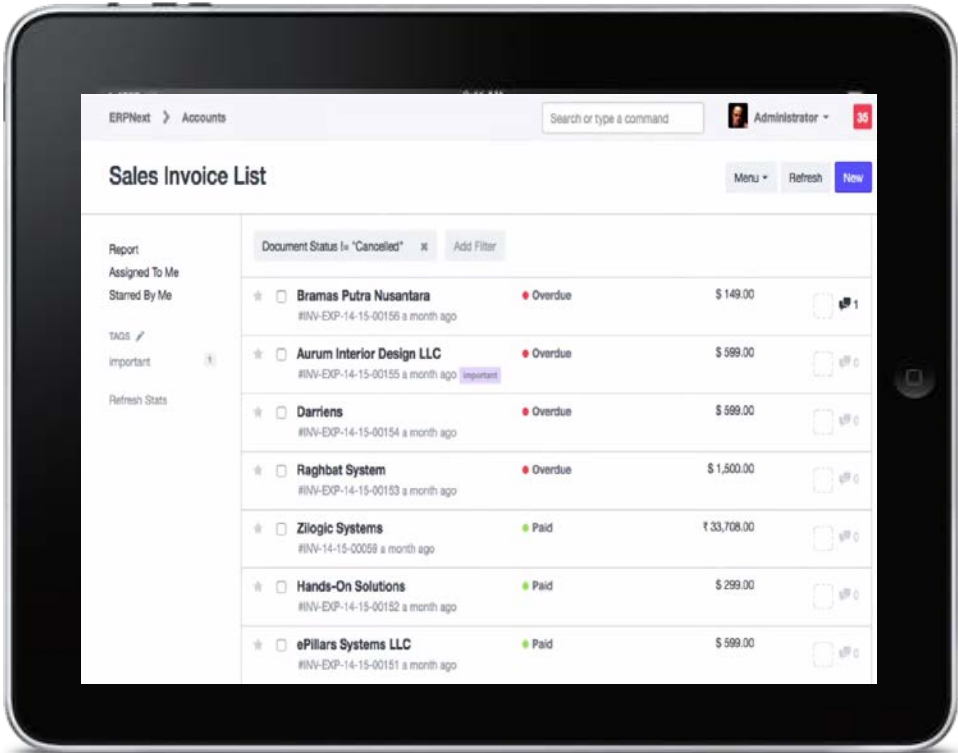 ERPNext > Accounts
Search or type a command
Administrator
35
Sales Invoice List
Menu
Refresh
New
Report
Assigned To Me
Starred By Me
TAGS
important 1
Refresh Stats
Document Status != "Cancelled" × Add Filter
Bramas Putra Nusantara Overdue $ 149.00 1
#INV-EXP-14-15-00156 a month ago
Aurum Interior Design LLC Overdue $ 599.00 0
#INV-EXP-14-15-00155 a month ago important
Darriens Overdue $ 599.00 0
#INV-EXP-14-15-00154 a month ago
Raghbat System Overdue $ 1,500.00 0
#INV-EXP-14-15-00153 a month ago
Zilogic Systems Paid ₹ 33,708.00 0
#INV-14-15-00059 a month ago
Hands-On Solutions Paid $ 299.00 0
#INV-EXP-14-15-00152 a month ago
ePillars Systems LLC Paid $ 599.00 0
#INV-EXP-14-15-00151 a month ago